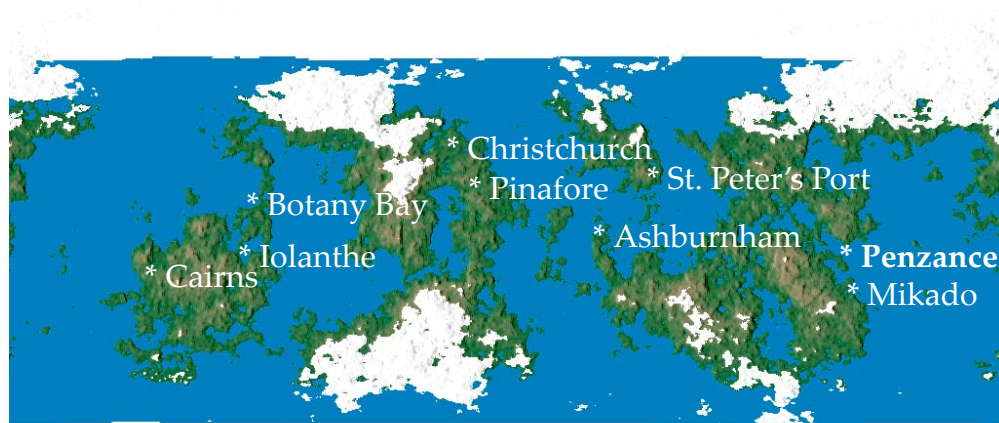 * Christchurch
* St. Peter's Port
* Pinafore
* Botany Bay
* Ashburnham
* Iolanthe
* Penzance
* Cairns
* Mikado